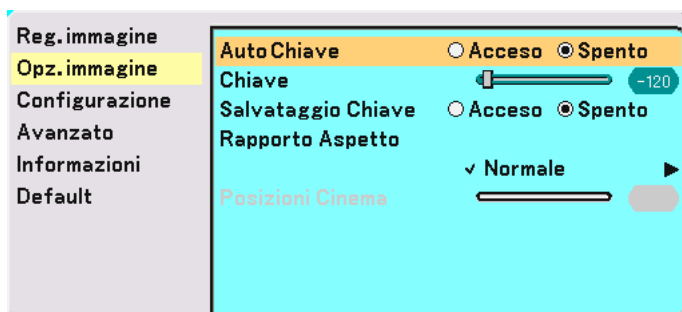 Reg.immagine
Opz.immagine
Configurazione
Avanzato
Informazioni
Default
Auto Chiave Acceso Spento
Chiave -120
Salvataggio Chiave Acceso Spento
Rapporto Aspetto
✓ Normale ▶
Posizioni Cinema